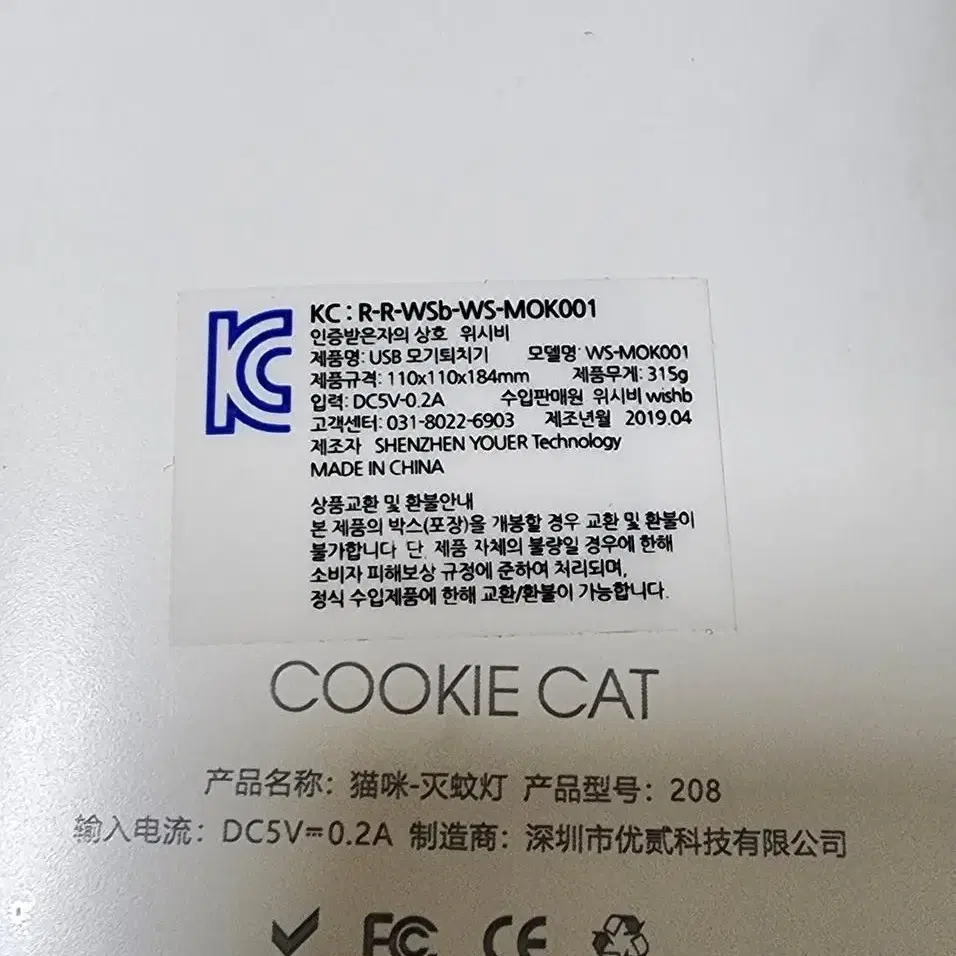 KC
KC : R-R-WSb-WS-MOK001
인증받은자의 상호 위시비
제품명: USB 모기퇴치기 모델명: WS-MOK001
제품규격: 110x110x184mm 제품무게: 315g
입력: DC5V-0.2A 수입판매원 위시비 wishb
고객센터: 031-8022-6903 제조년월 2019.04
제조자 SHENZHEN YOUER Technology
MADE IN CHINA
상품교환 및 환불안내
본 제품의 박스(포장)을 개봉할 경우 교환 및 환불이
불가합니다 단, 제품 자체의 불량일 경우에 한해
소비자 피해보상 규정에 준하여 처리되며,
정식 수입제품에 한해 교환/환불이 가능합니다.
COOKIE CAT
产品名称：猫咪-灭蚊灯 产品型号：208
输入电流：DC5V⎓0.2A 制造商：深圳市优贰科技有限公司
FC CE